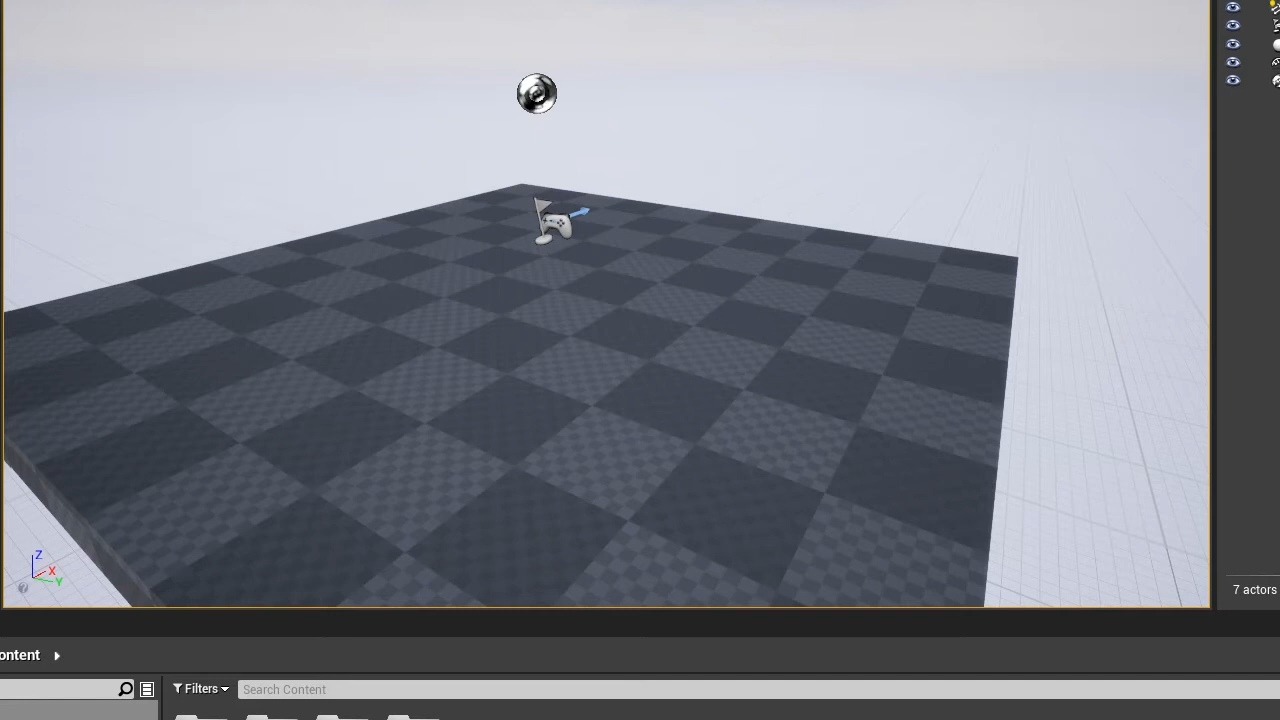 Z
X
Y
7 actors
ontent
Filters
Search Content